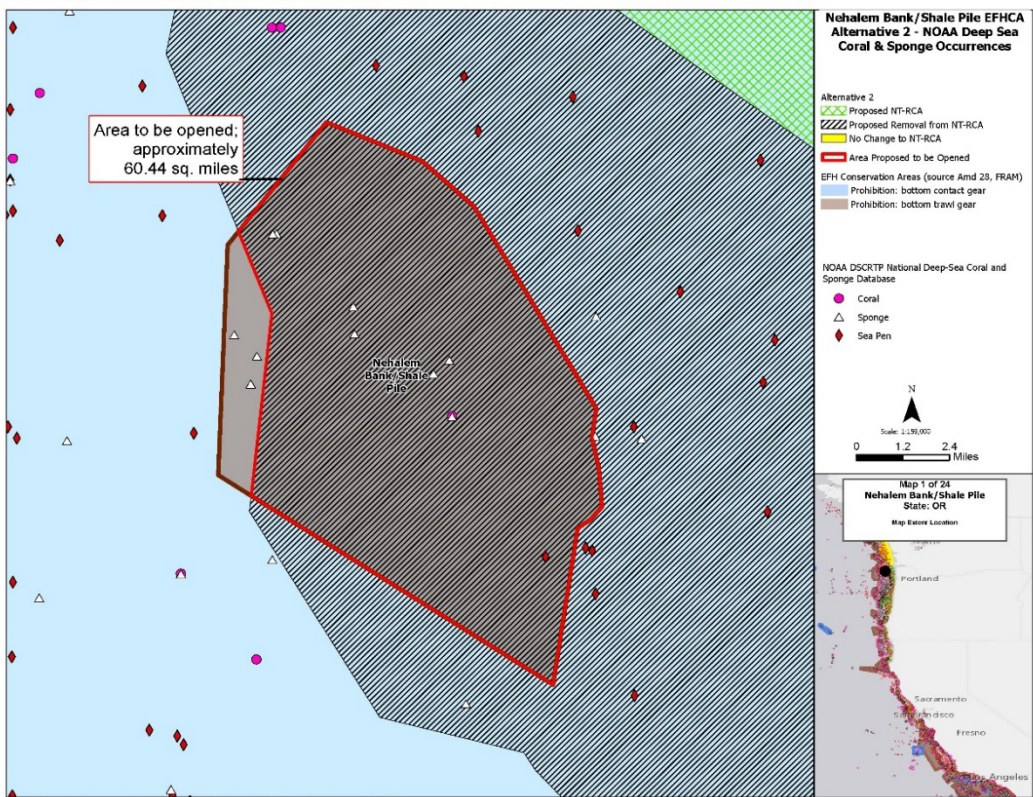 Area to be opened;
approximately
60.44 sq. miles
Nehalem
Bank/Shale
Pile
Nehalem Bank/Shale Pile EFHCA
Alternative 2 - NOAA Deep Sea
Coral & Sponge Occurrences
Alternative 2
Proposed NT-RCA
Proposed Removal from NT-RCA
No Change to NT-RCA
Area Proposed to be Opened
EFH Conservation Areas (source Amd 28, FRAM)
Prohibition: bottom contact gear
Prohibition: bottom trawl gear
NOAA DSCRTP National Deep-Sea Coral and
Sponge Database
Coral
Sponge
Sea Pen
N
Scale: 1:159,000
0 1.2 2.4
Miles
Map 1 of 24
Nehalem Bank/Shale Pile
State: OR
Map Extent Location
Portland
Sacramento
San Francisco
Fresno
Los Angeles